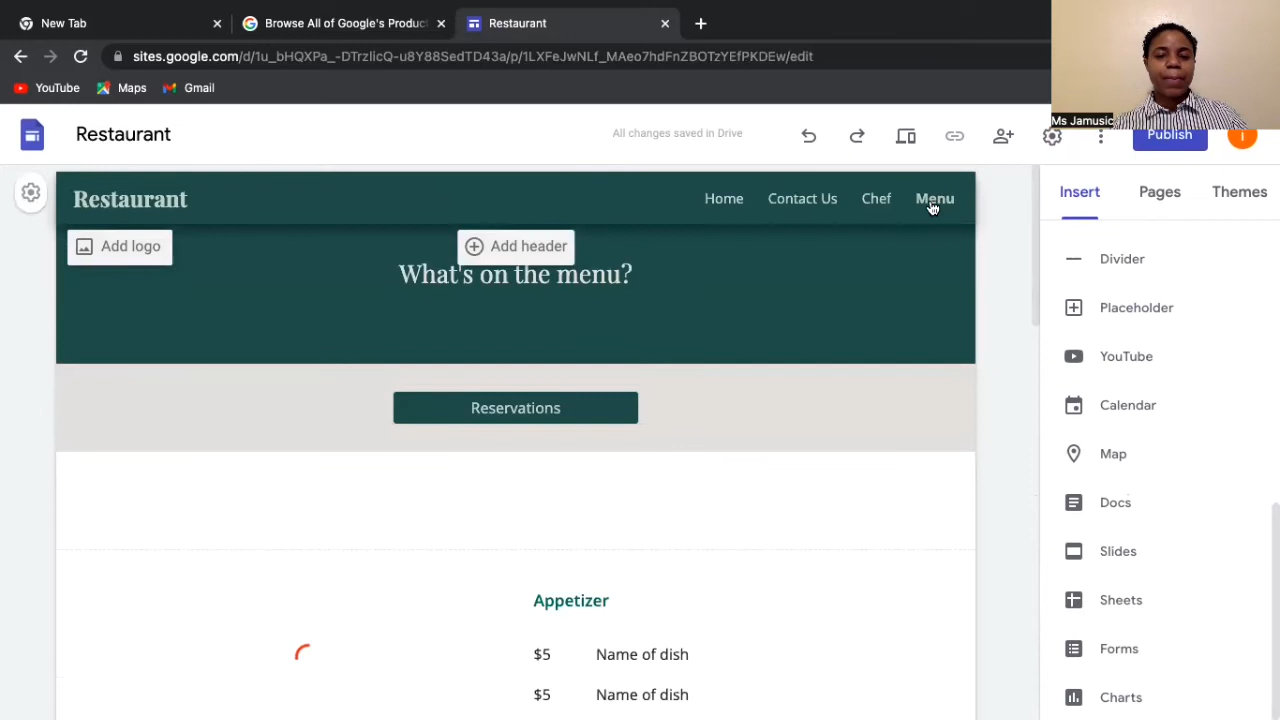 New Tab
Browse All of Google's Product
Restaurant
sites.google.com/d/1u_bHQXPa_-DTrzlicQ-u8Y88SedTD43a/p/1LXFeJwNLf_MAeo7hdFnZBOTzYEfPKDEw/edit
YouTube
Maps
Gmail
Ms Jamusic
Restaurant
All changes saved in Drive
Publish
Restaurant
Home
Contact Us
Chef
Menu
Add logo
Add header
What's on the menu?
Reservations
Appetizer
$5 Name of dish
$5 Name of dish
Insert
Pages
Themes
Divider
Placeholder
YouTube
Calendar
Map
Docs
Slides
Sheets
Forms
Charts